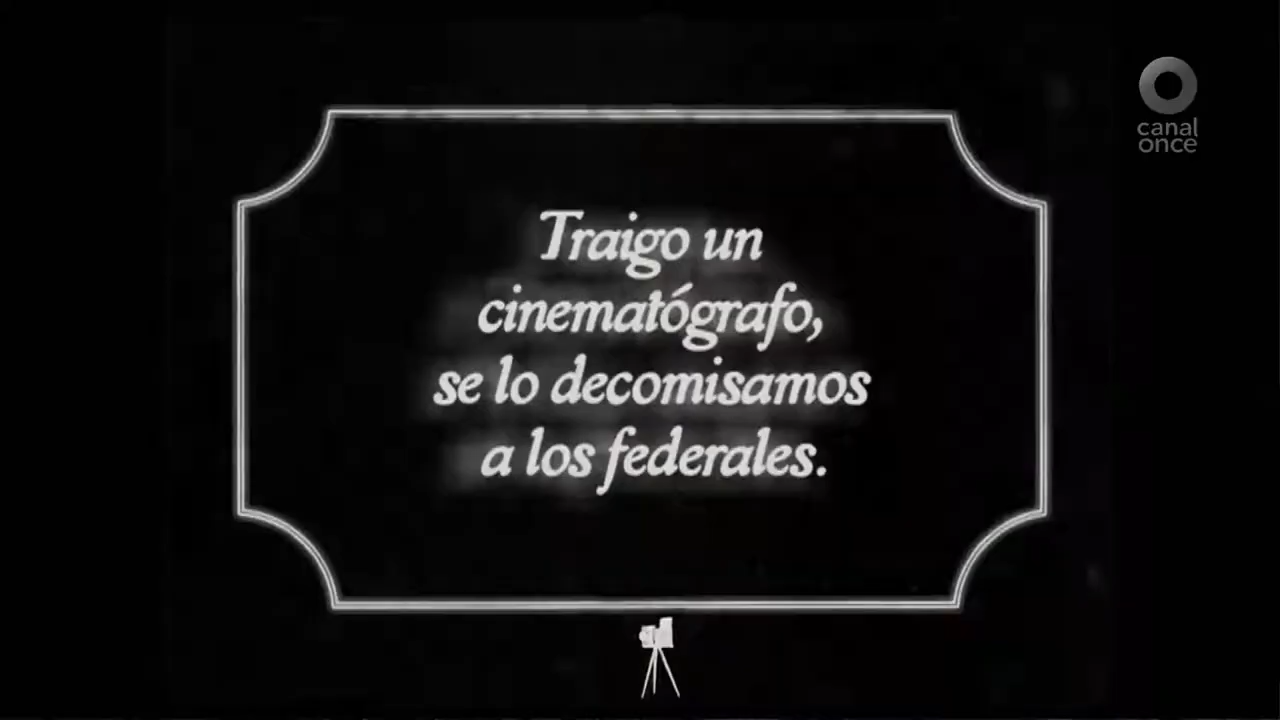 canal
once
Traigo un
cinematógrafo,
se lo decomisamos
a los federales.